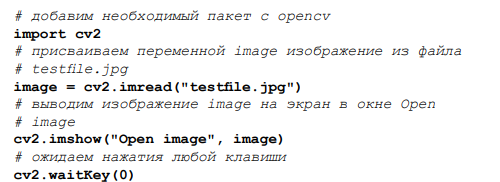 # добавим необходимый пакет с opencv
import cv2
# присваиваем переменной image изображение из файла
# testfile.jpg
image = cv2.imread("testfile.jpg")
# выводим изображение image на экран в окне Open
# image
cv2.imshow("Open image", image)
# ожидаем нажатия любой клавиши
cv2.waitKey(0)